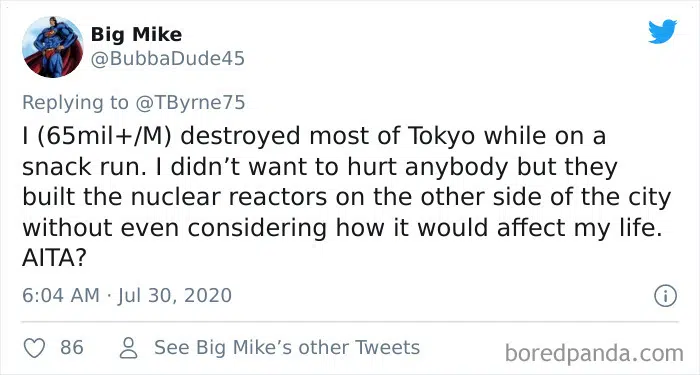 Big Mike
@BubbaDude45
Replying to @TByrne75
I (65mil+/M) destroyed most of Tokyo while on a
snack run. I didn’t want to hurt anybody but they
built the nuclear reactors on the other side of the city
without even considering how it would affect my life.
AITA?
6:04 AM · Jul 30, 2020
86 See Big Mike’s other Tweets
boredpanda.com